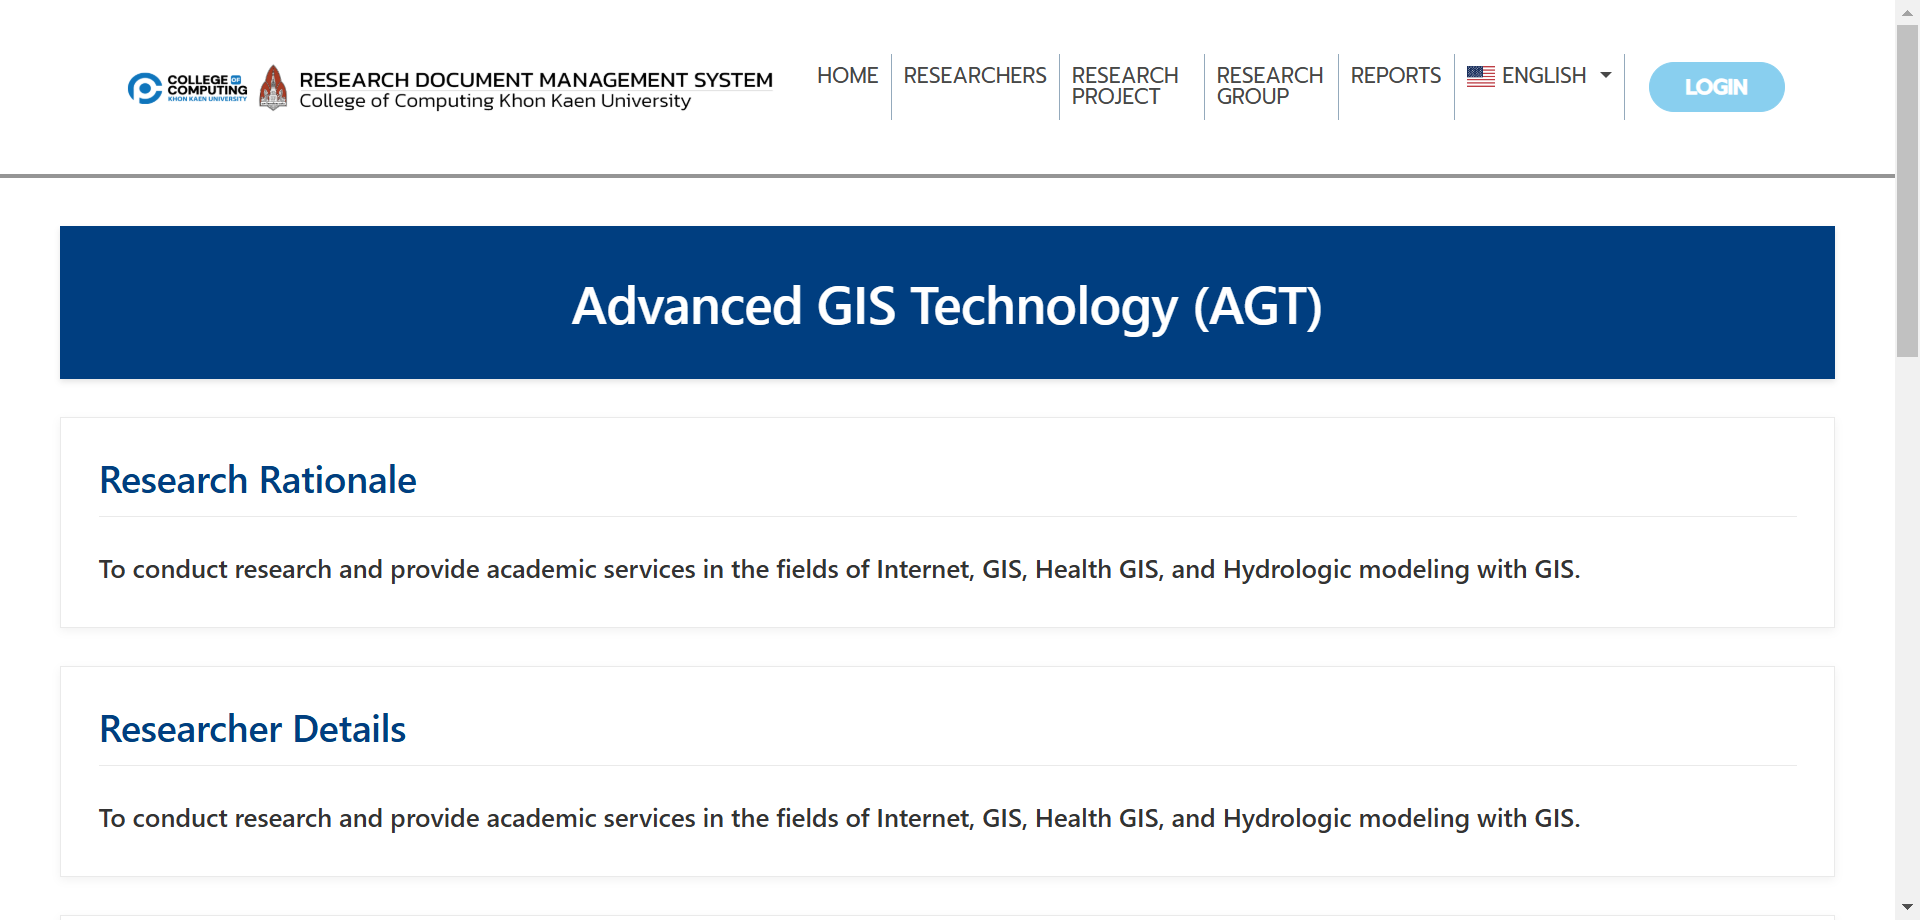 COLLEGE OF
COMPUTING
KHON KAEN UNIVERSITY
RESEARCH DOCUMENT MANAGEMENT SYSTEM
College of Computing Khon Kaen University
HOME
RESEARCHERS
RESEARCH
PROJECT
RESEARCH
GROUP
REPORTS
ENGLISH
LOGIN
Advanced GIS Technology (AGT)
Research Rationale
To conduct research and provide academic services in the fields of Internet, GIS, Health GIS, and Hydrologic modeling with GIS.
Researcher Details
To conduct research and provide academic services in the fields of Internet, GIS, Health GIS, and Hydrologic modeling with GIS.